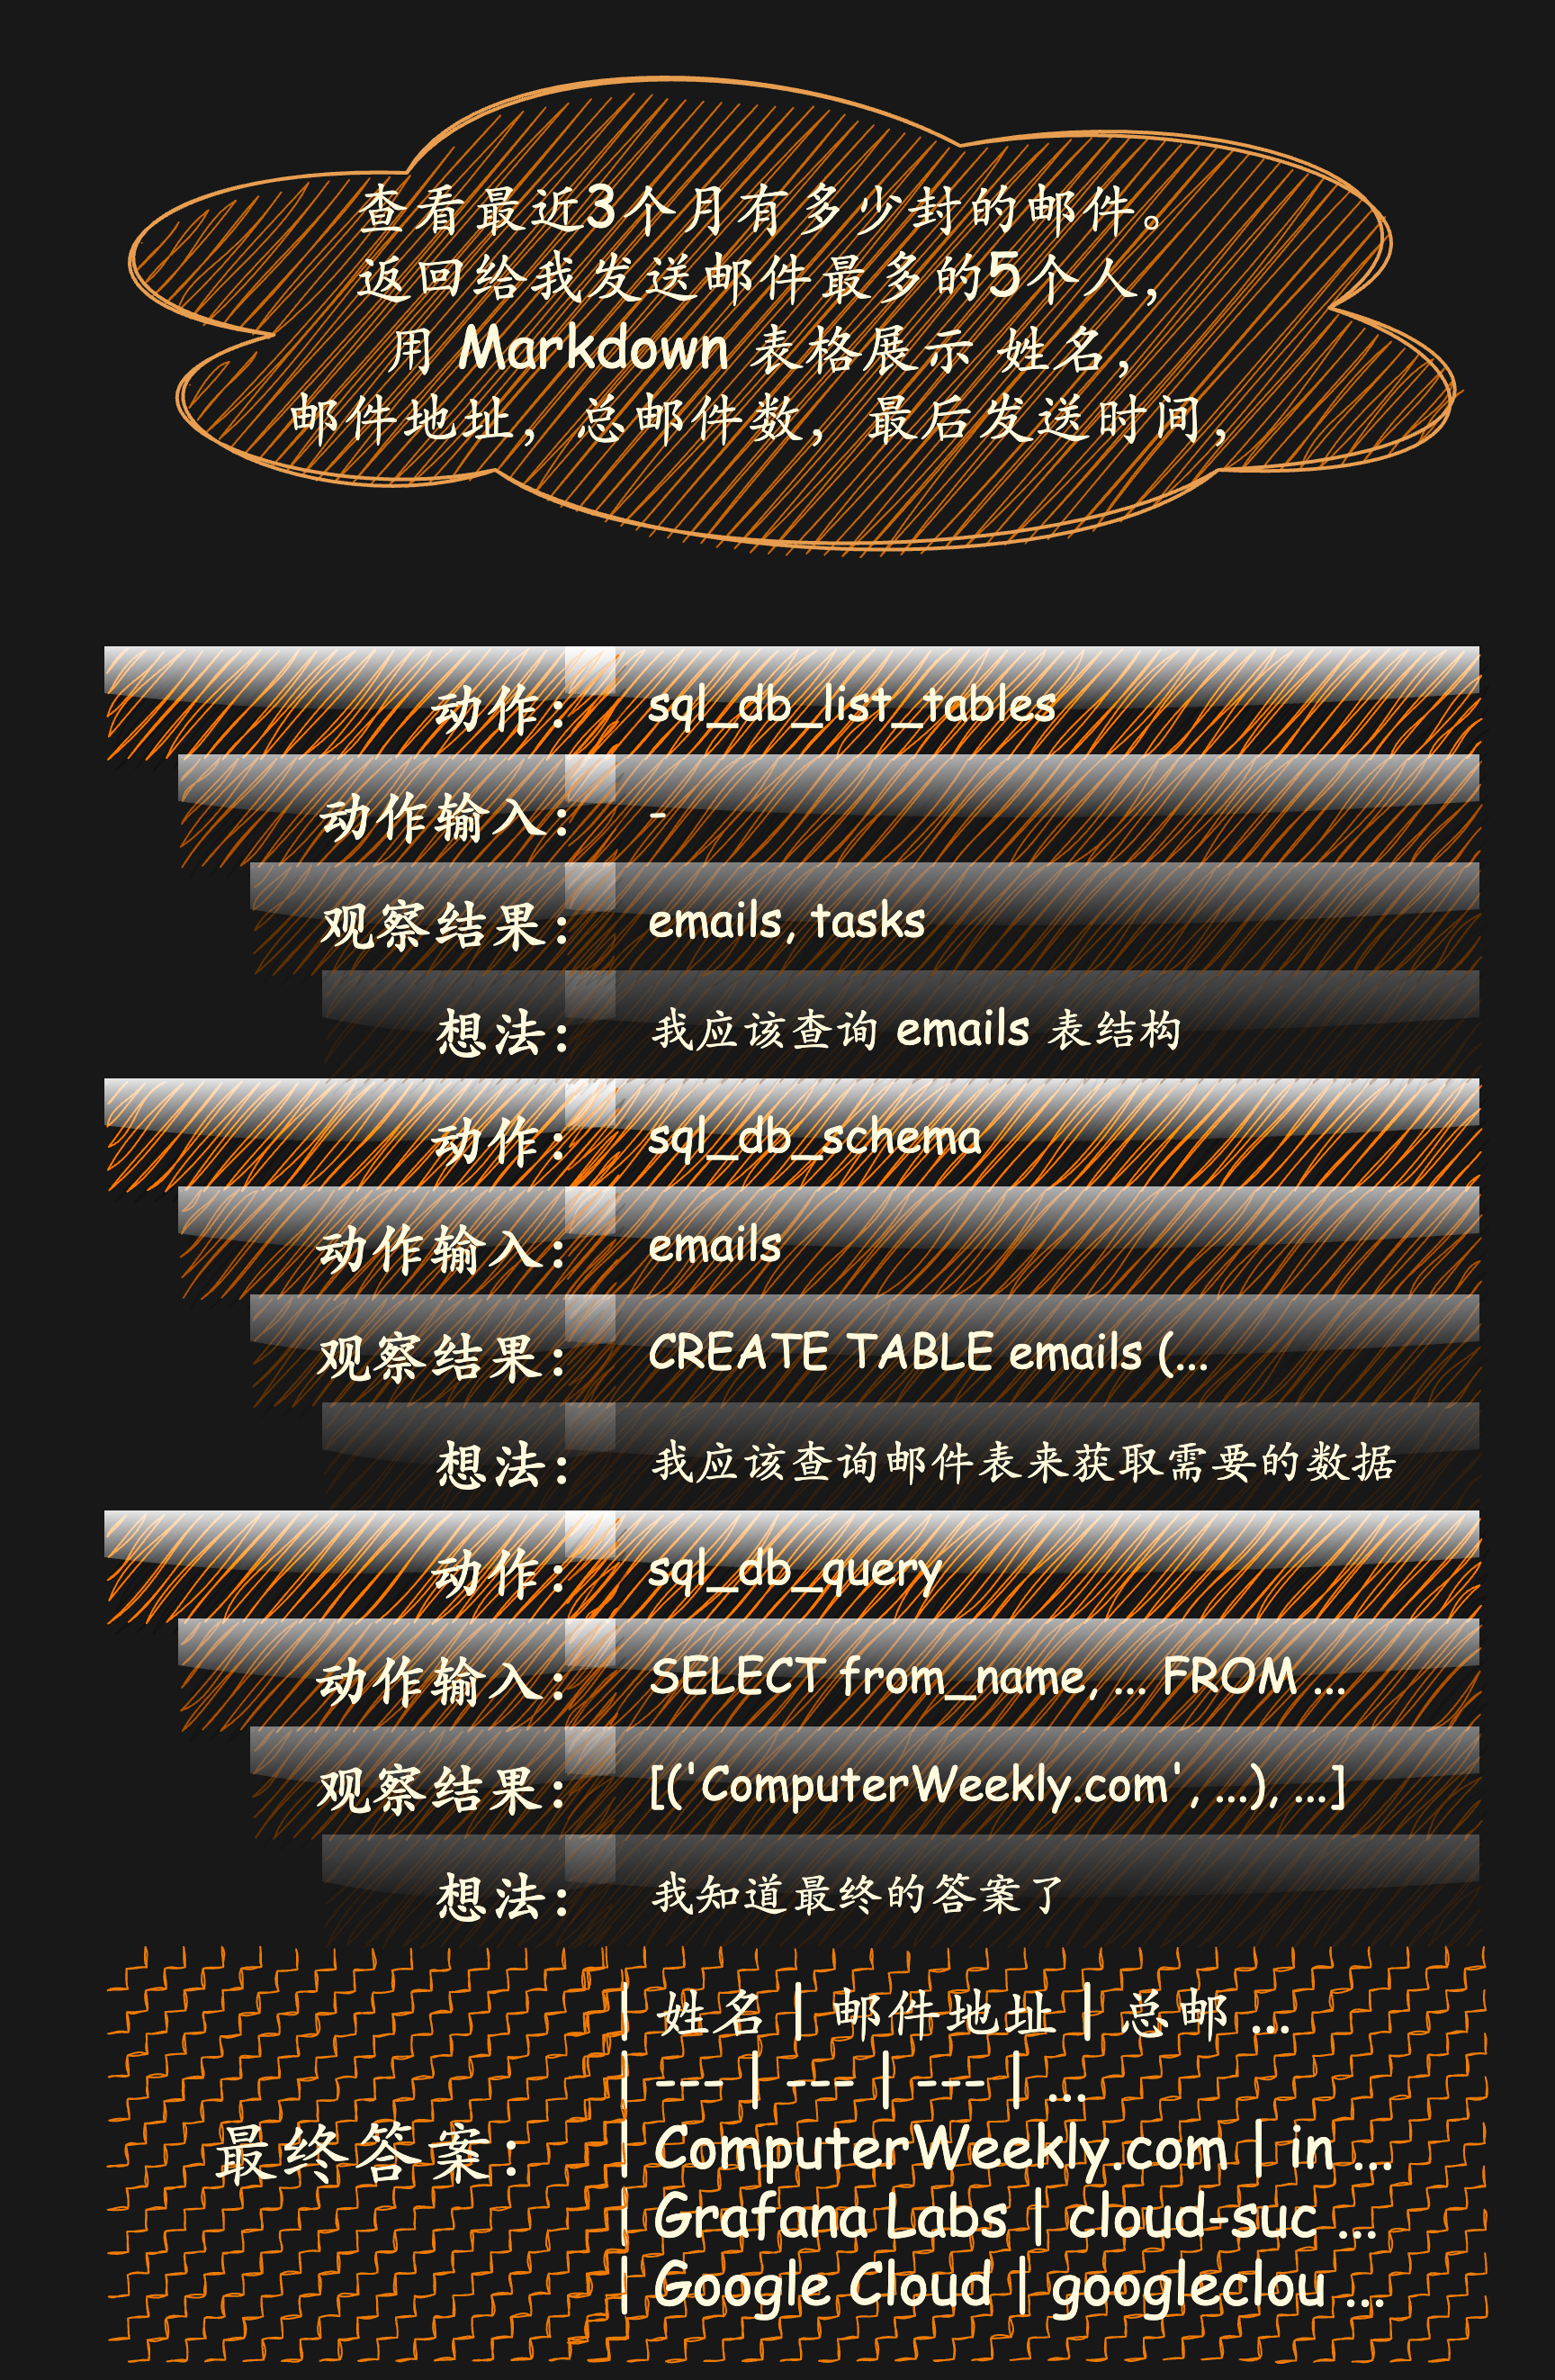 查看最近3个月有多少封的邮件。
返回给我发送邮件最多的5个人，
用 Markdown 表格展示 姓名，
邮件地址，总邮件数，最后发送时间，
动作： sql_db_list_tables
动作输入： -
观察结果： emails, tasks
想法： 我应该查询 emails 表结构
动作： sql_db_schema
动作输入： emails
观察结果： CREATE TABLE emails (...
想法： 我应该查询邮件表来获取需要的数据
动作： sql_db_query
动作输入： SELECT from_name, ... FROM ...
观察结果： [('ComputerWeekly.com', ...), ...]
想法： 我知道最终的答案了
最终答案：
| 姓名 | 邮件地址 | 总邮 ...
| --- | --- | --- | ...
| ComputerWeekly.com | in ...
| Grafana Labs | cloud-suc ...
| Google Cloud | googleclou ...